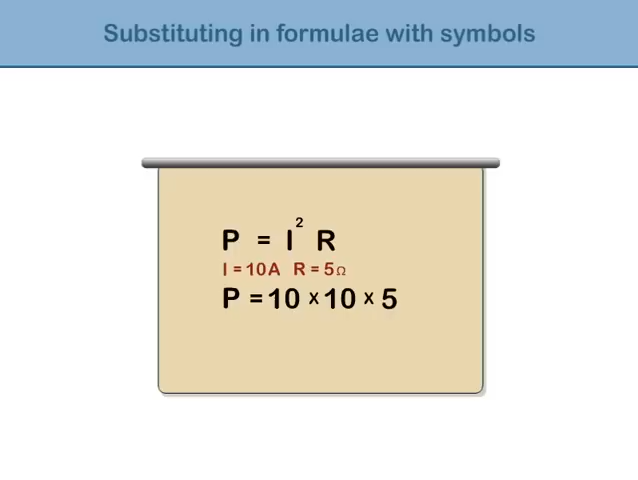 Substituting in formulae with symbols
P = I² R
I = 10A R = 5Ω
P = 10 x 10 x 5